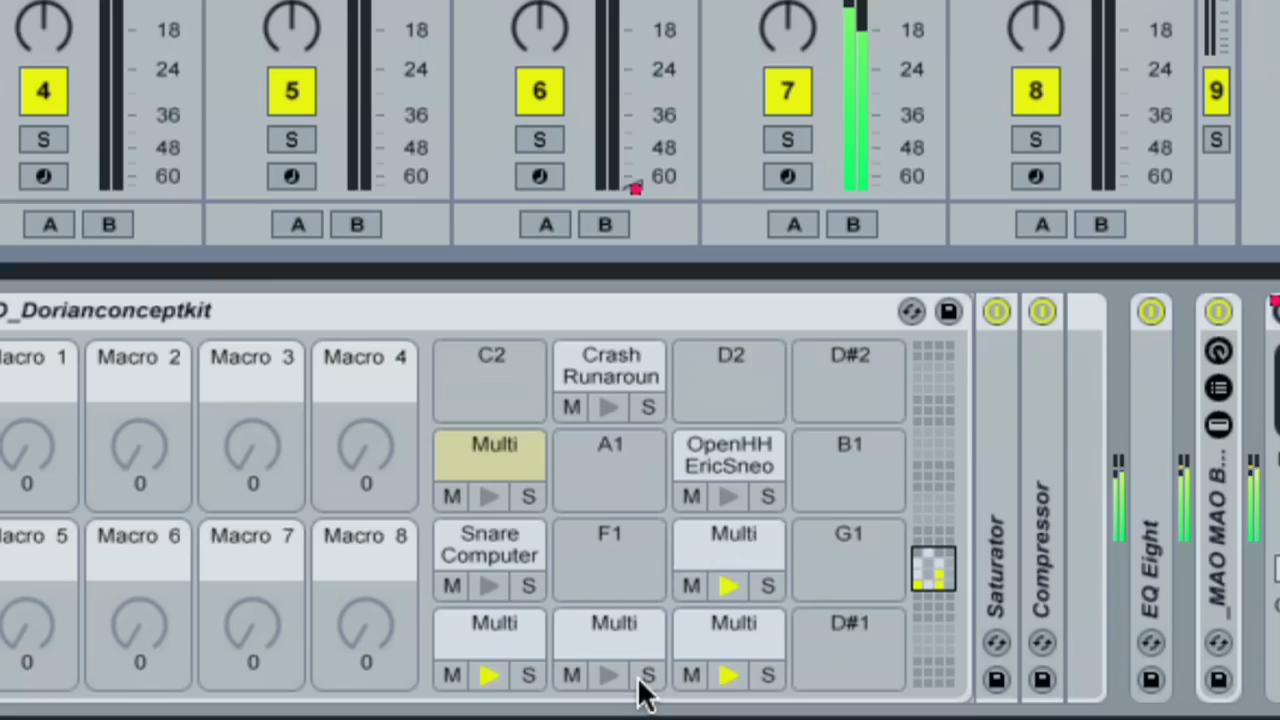 18 18 18 18 18
24 24 24 24 24
4 5 6 7 8 9
36 36 36 36 36
S S S S S S
48 48 48 48 48
60 60 60 60 60
A B A B A B A B A B
_Dorianconceptkit
acro 1 Macro 2 Macro 3 Macro 4
0 0 0 0
acro 5 Macro 6 Macro 7 Macro 8
0 0 0 0
C2
Crash
Runaroun
M S
D2
D#2
Multi
M S
A1
OpenHH
EricSneo
M S
B1
Snare
Computer
M S
F1
Multi
M S
G1
Multi
M S
Multi
M S
Multi
M S
D#1
Saturator
Compressor
EQ Eight
_MAO MAO B...